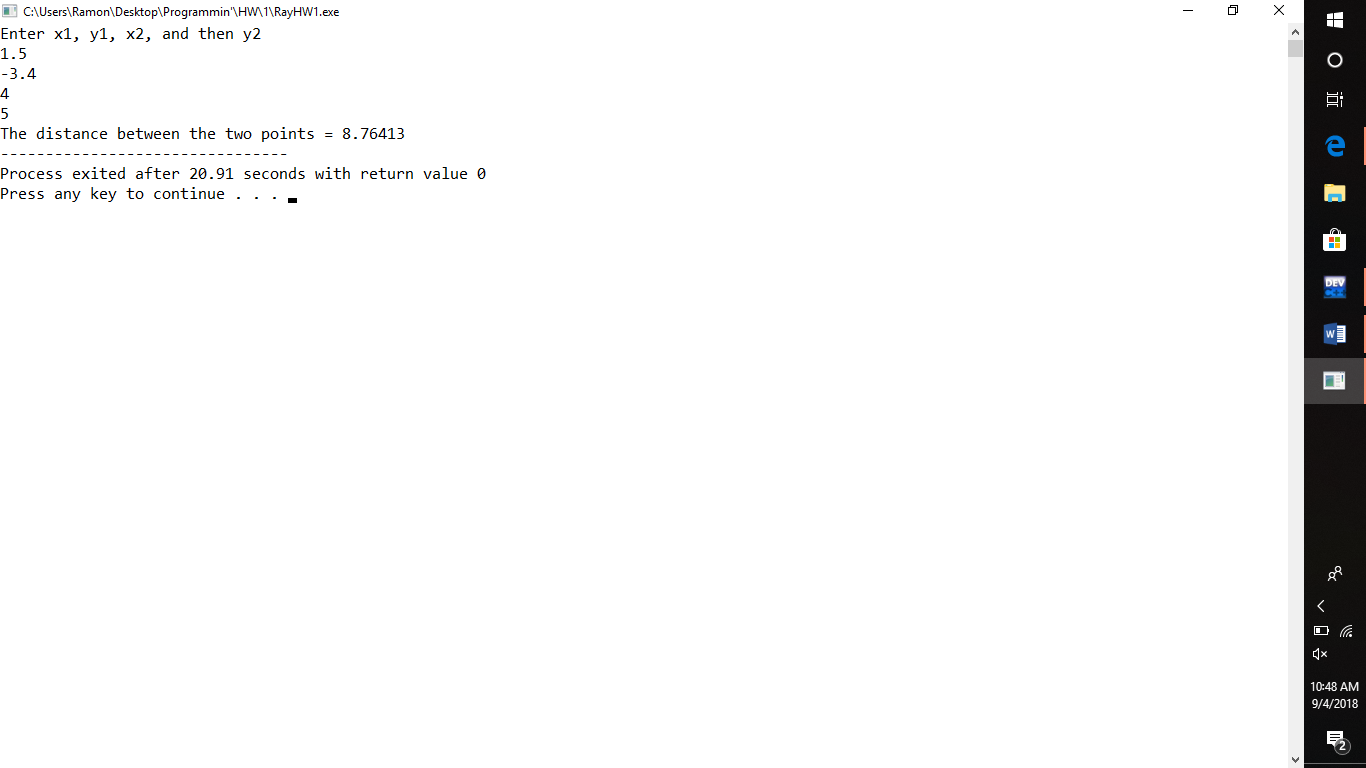 C:\Users\Ramon\Desktop\Programmin'\HW\1\RayHW1.exe
Enter x1, y1, x2, and then y2
1.5
-3.4
4
5
The distance between the two points = 8.76413
--------------------------------
Process exited after 20.91 seconds with return value 0
Press any key to continue . . .
DEV
W
10:48 AM
9/4/2018
2